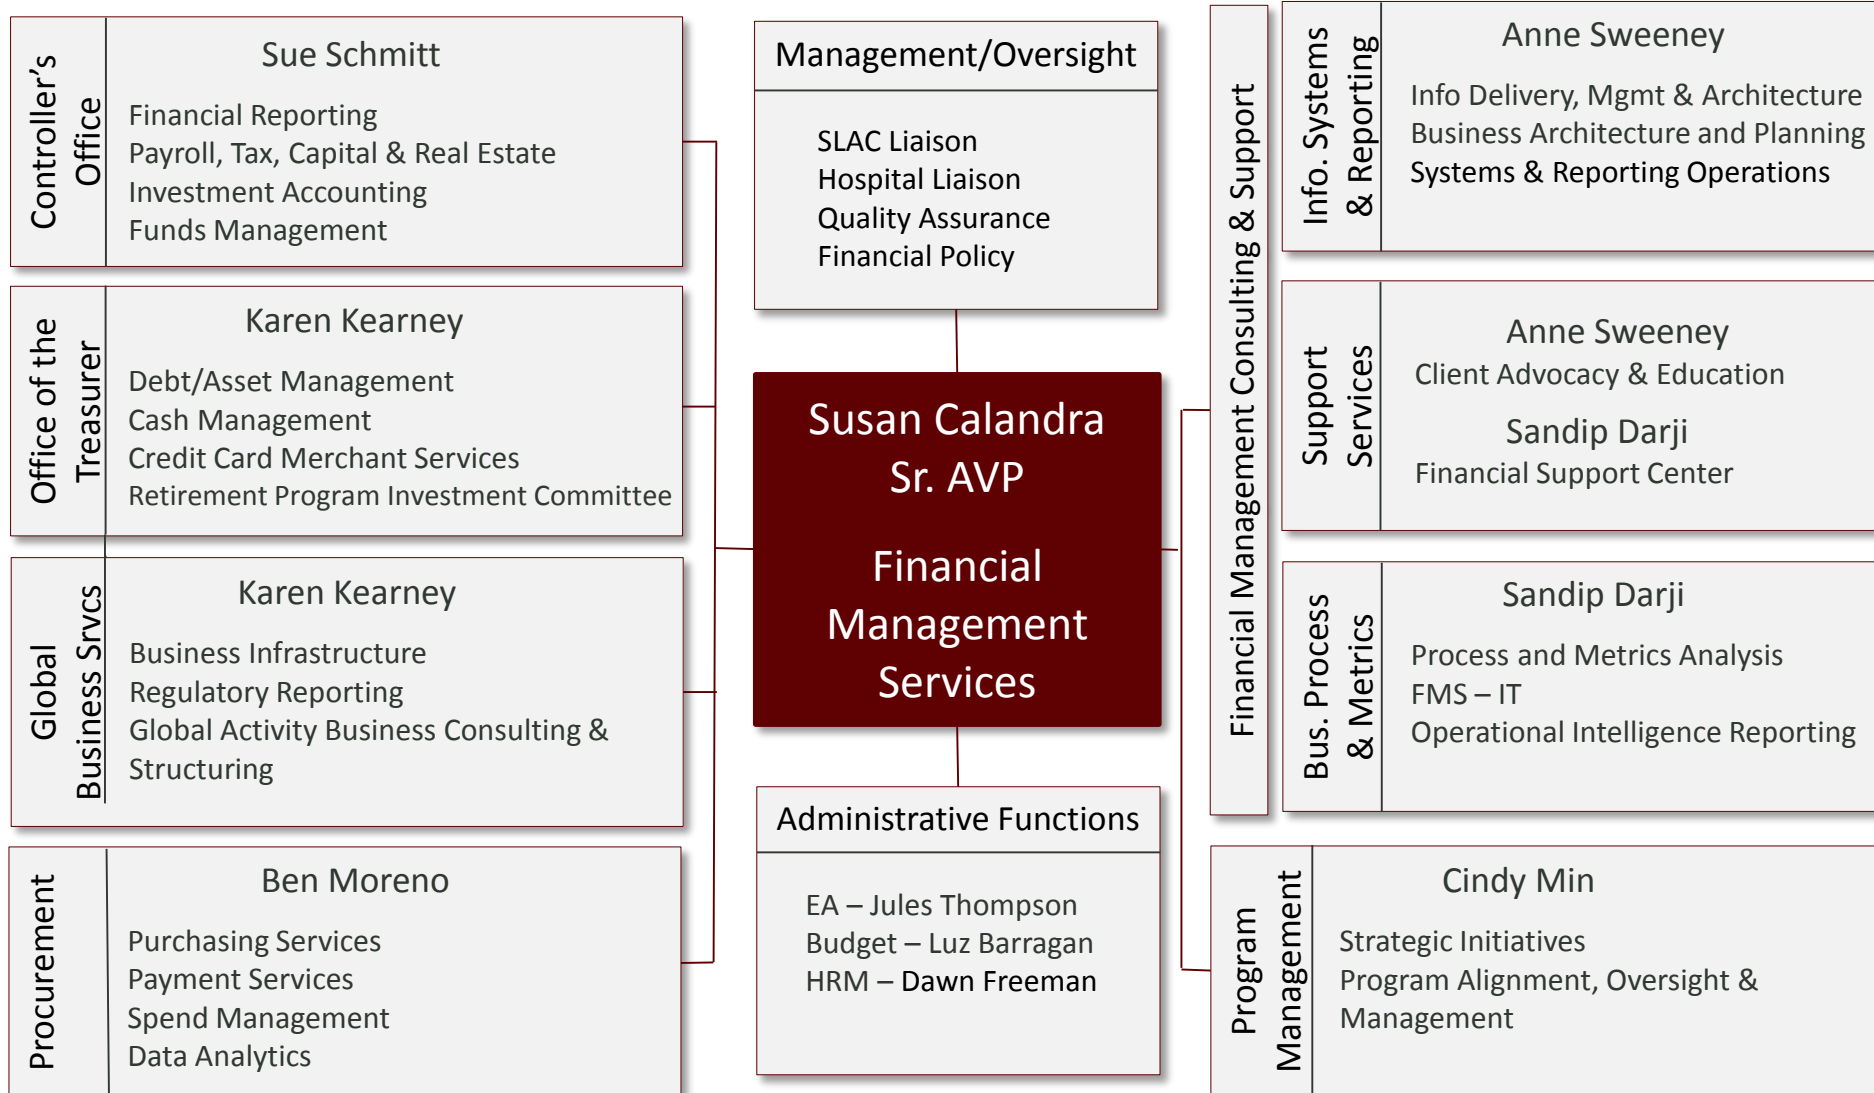 Controller's
Office
Sue Schmitt
Financial Reporting
Payroll, Tax, Capital & Real Estate
Investment Accounting
Funds Management
Office of the
Treasurer
Karen Kearney
Debt/Asset Management
Cash Management
Credit Card Merchant Services
Retirement Program Investment Committee
Global
Business Srvcs
Karen Kearney
Business Infrastructure
Regulatory Reporting
Global Activity Business Consulting &
Structuring
Procurement
Ben Moreno
Purchasing Services
Payment Services
Spend Management
Data Analytics
Management/Oversight
SLAC Liaison
Hospital Liaison
Quality Assurance
Financial Policy
Susan Calandra
Sr. AVP
Financial
Management
Services
Administrative Functions
EA – Jules Thompson
Budget – Luz Barragan
HRM – Dawn Freeman
Financial Management Consulting & Support
Info. Systems
& Reporting
Anne Sweeney
Info Delivery, Mgmt & Architecture
Business Architecture and Planning
Systems & Reporting Operations
Support
Services
Anne Sweeney
Client Advocacy & Education
Sandip Darji
Financial Support Center
Bus. Process
& Metrics
Sandip Darji
Process and Metrics Analysis
FMS – IT
Operational Intelligence Reporting
Program
Management
Cindy Min
Strategic Initiatives
Program Alignment, Oversight &
Management